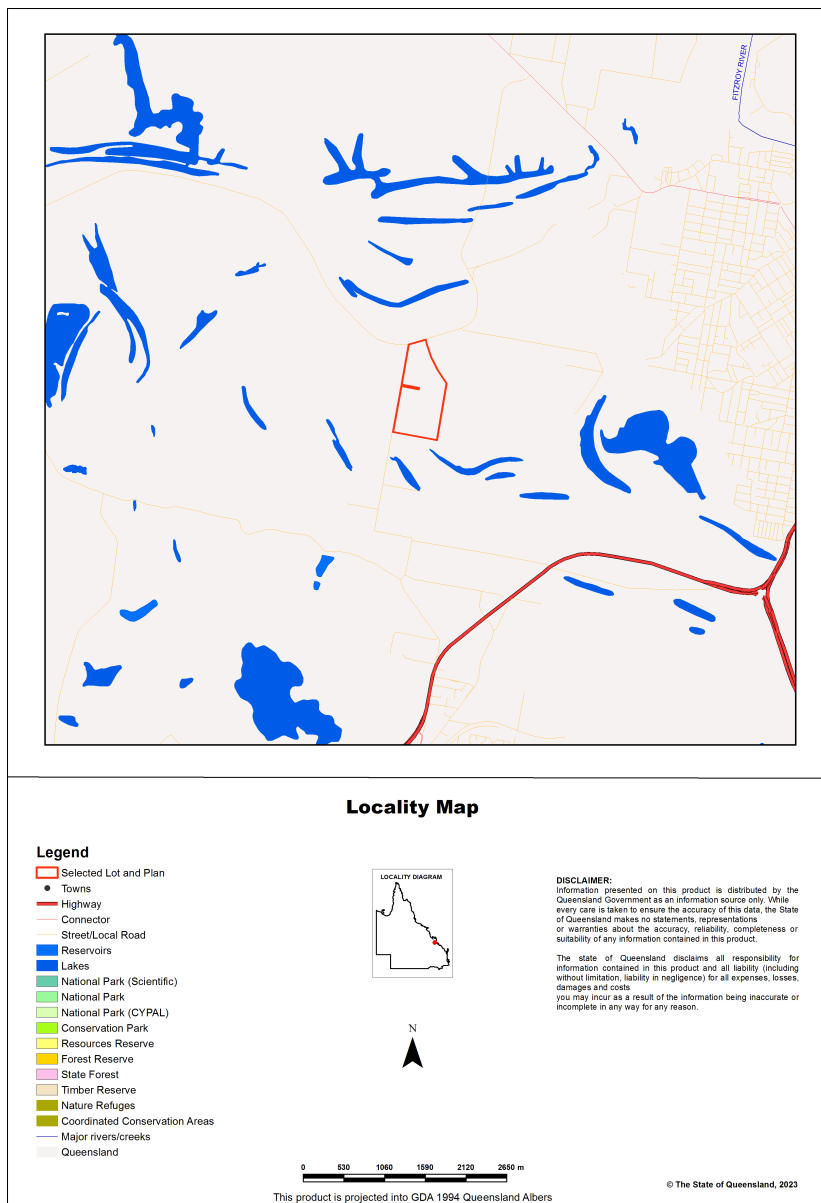 FITZROY RIVER
Locality Map
Legend
Selected Lot and Plan
Towns
Highway
Connector
Street/Local Road
Reservoirs
Lakes
National Park (Scientific)
National Park
National Park (CYPAL)
Conservation Park
Resources Reserve
Forest Reserve
State Forest
Timber Reserve
Nature Refuges
Coordinated Conservation Areas
Major rivers/creeks
Queensland
LOCALITY DIAGRAM
N
0 530 1060 1590 2120 2650 m
This product is projected into GDA 1994 Queensland Albers
DISCLAIMER:
Information presented on this product is distributed by the
Queensland Government as an information source only. While
every care is taken to ensure the accuracy of this data, the State
of Queensland makes no statements, representations
or warranties about the accuracy, reliability, completeness or
suitability of any information contained in this product.
The state of Queensland disclaims all responsibility for
information contained in this product and all liability (including
without limitation, liability in negligence) for all expenses, losses,
damages and costs
you may incur as a result of the information being inaccurate or
incomplete in any way for any reason.
© The State of Queensland, 2023